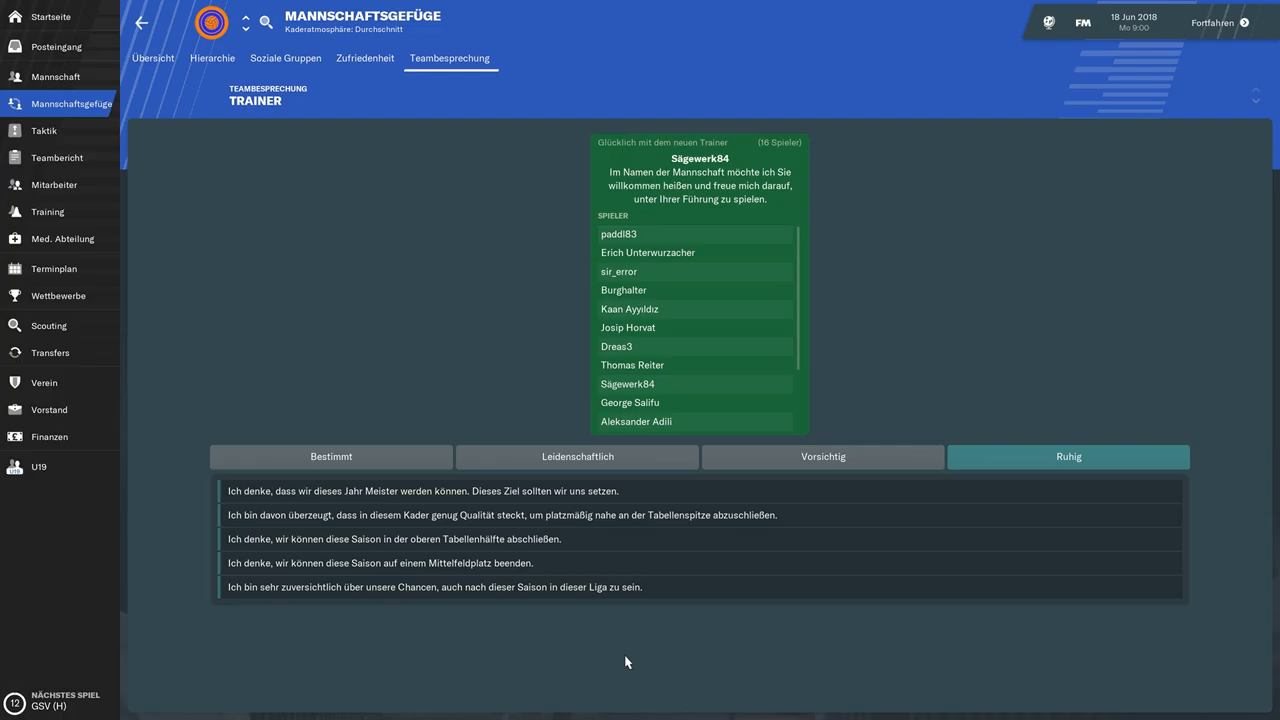 Startseite
Posteingang
Mannschaft
Mannschaftsgefüge
Taktik
Teambericht
Mitarbeiter
Training
Med. Abteilung
Terminplan
Wettbewerbe
Scouting
Transfers
Verein
Vorstand
Finanzen
U19
U19
12
NÄCHSTES SPIEL
GSV (H)
MANNSCHAFTSGEFÜGE
Kaderatmosphäre: Durchschnitt
FM
18 Jun 2018
Mo 9:00
Fortfahren
Übersicht Hierarchie Soziale Gruppen Zufriedenheit Teambesprechung
TEAMBESPRECHUNG
TRAINER
Glücklich mit dem neuen Trainer (16 Spieler)
Sägewerk84
Im Namen der Mannschaft möchte ich Sie
willkommen heißen und freue mich darauf,
unter Ihrer Führung zu spielen.
SPIELER
paddl83
Erich Unterwurzacher
sir_error
Burghalter
Kaan Ayyıldız
Josip Horvat
Dreas3
Thomas Reiter
Sägewerk84
George Salifu
Aleksander Adili
Bestimmt Leidenschaftlich Vorsichtig Ruhig
Ich denke, dass wir dieses Jahr Meister werden können. Dieses Ziel sollten wir uns setzen.
Ich bin davon überzeugt, dass in diesem Kader genug Qualität steckt, um platzmäßig nahe an der Tabellenspitze abzuschließen.
Ich denke, wir können diese Saison in der oberen Tabellenhälfte abschließen.
Ich denke, wir können diese Saison auf einem Mittelfeldplatz beenden.
Ich bin sehr zuversichtlich über unsere Chancen, auch nach dieser Saison in dieser Liga zu sein.